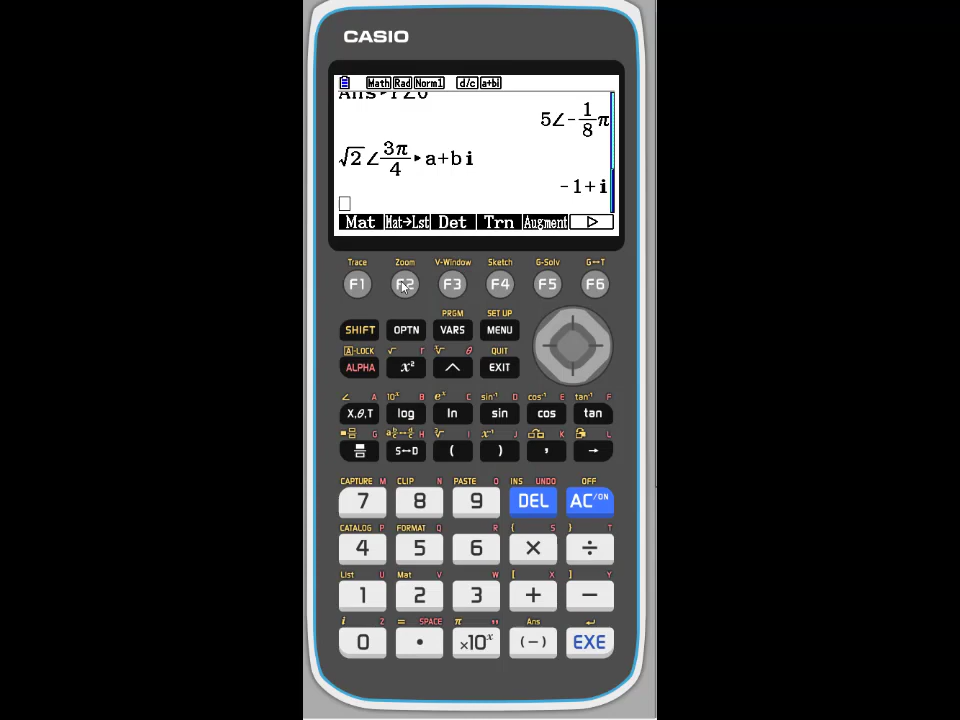 CASIO
Math Rad Norm1 d/c a+bi
5∠-1/8π
√2∠3π/4▸a+bi
-1+i
Mat Mat→Lst Det Trn Augment ▷
Trace Zoom V-Window Sketch G-Solv G↔T
F1 F2 F3 F4 F5 F6
PRGM SET UP
SHIFT OPTN VARS MENU
A-LOCK √ r ˣ√ θ QUIT
ALPHA x² ^ EXIT
∠ A 10ˣ B eˣ C sin⁻¹ D cos⁻¹ E tan⁻¹ F
X,θ,T log ln sin cos tan
G H ³√ I x⁻¹ J K L
S↔D ( ) , →
CAPTURE M CLIP N PASTE O INS UNDO OFF
7 8 9 DEL AC/ON
CATALOG P FORMAT Q R { S } T
4 5 6 × ÷
List U Mat V W [ X ] Y
1 2 3 + −
i Z = SPACE π " Ans ↵
0 • ×10ˣ (−) EXE